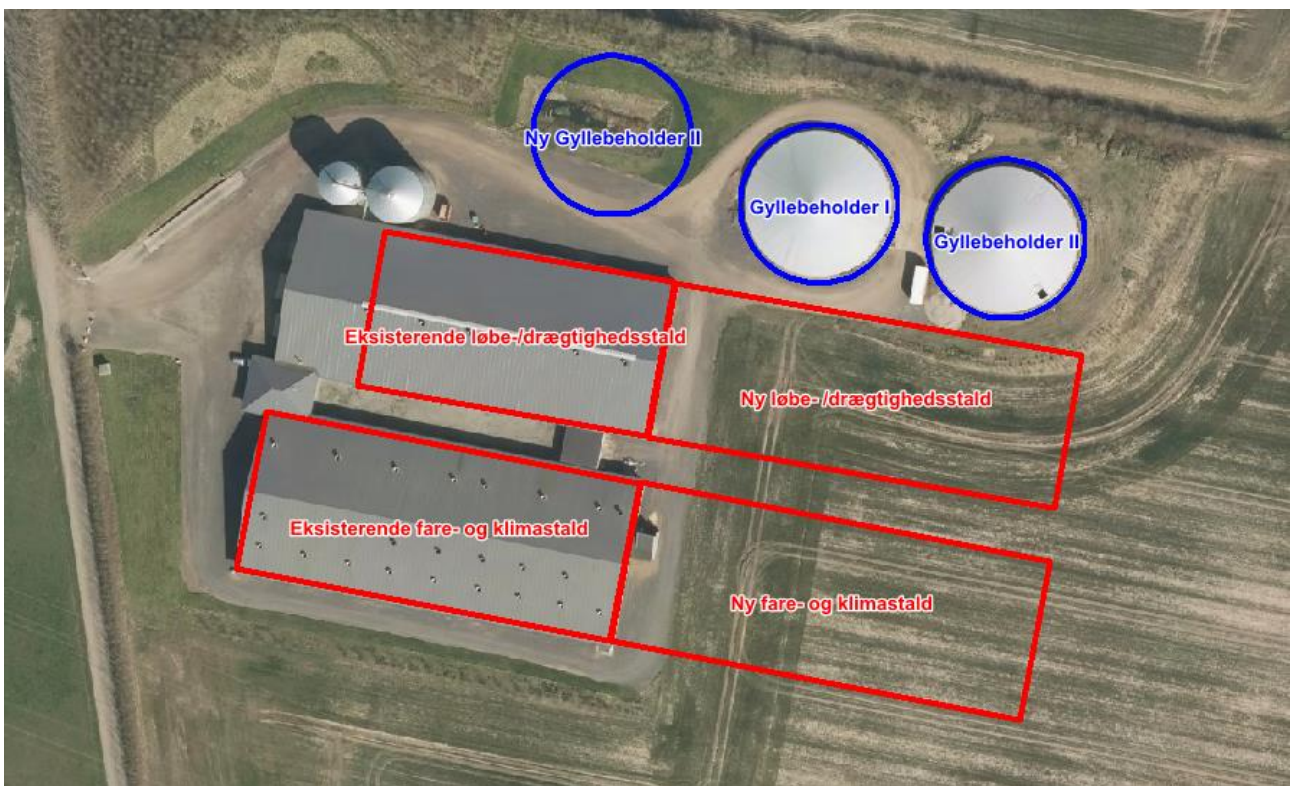 Ny Gyllebeholder II
Gyllebeholder I
Gyllebeholder II
Eksisterende løbe-/drægtighedsstald
Ny løbe- /drægtighedsstald
Eksisterende fare- og klimastald
Ny fare- og klimastald